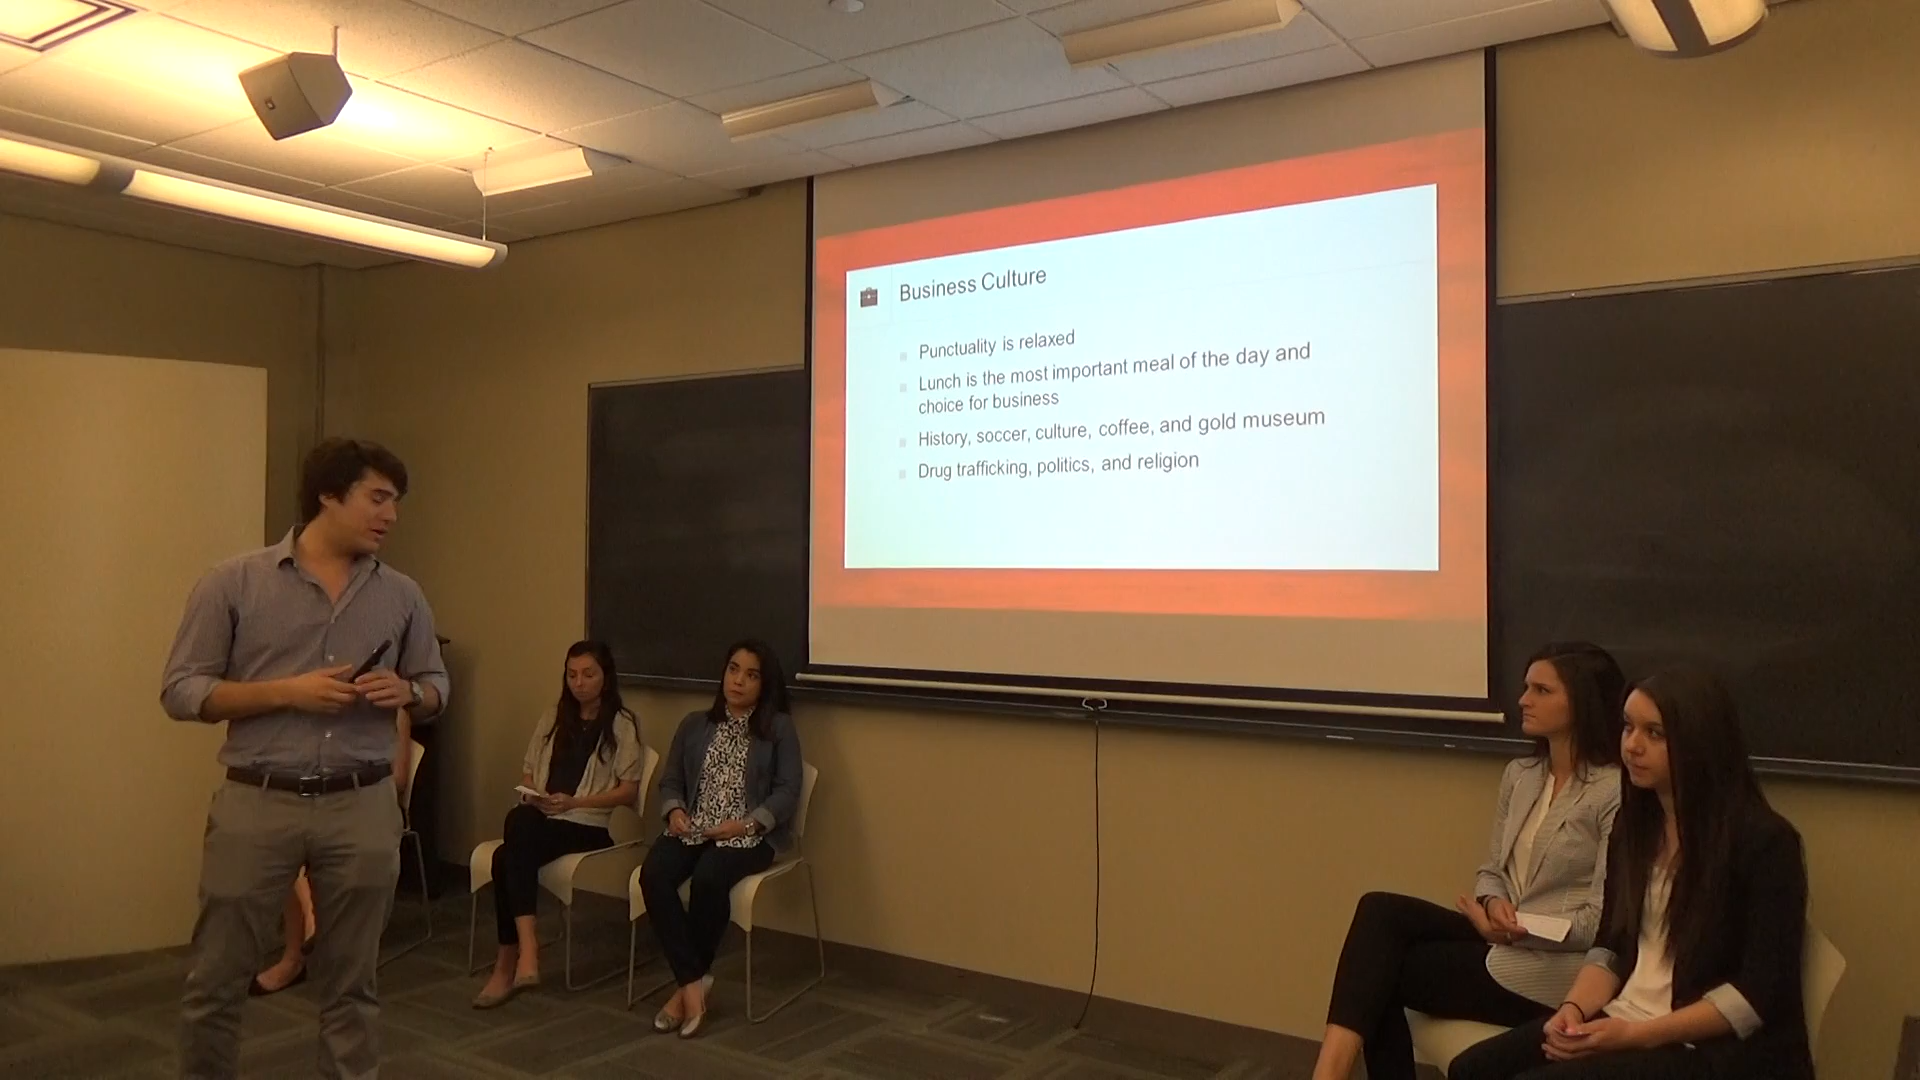 Business Culture
Punctuality is relaxed
Lunch is the most important meal of the day and
choice for business
History, soccer, culture, coffee, and gold museum
Drug trafficking, politics, and religion